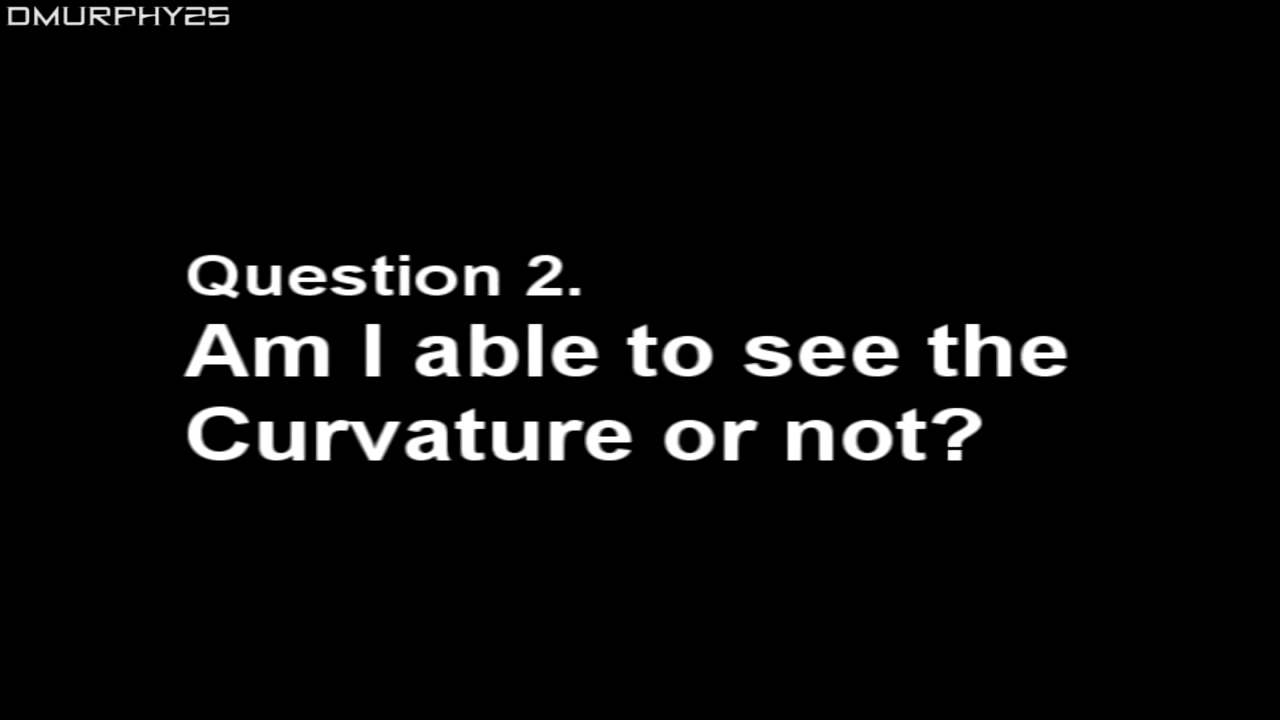 DMURPHY25
Question 2.
Am I able to see the
Curvature or not?